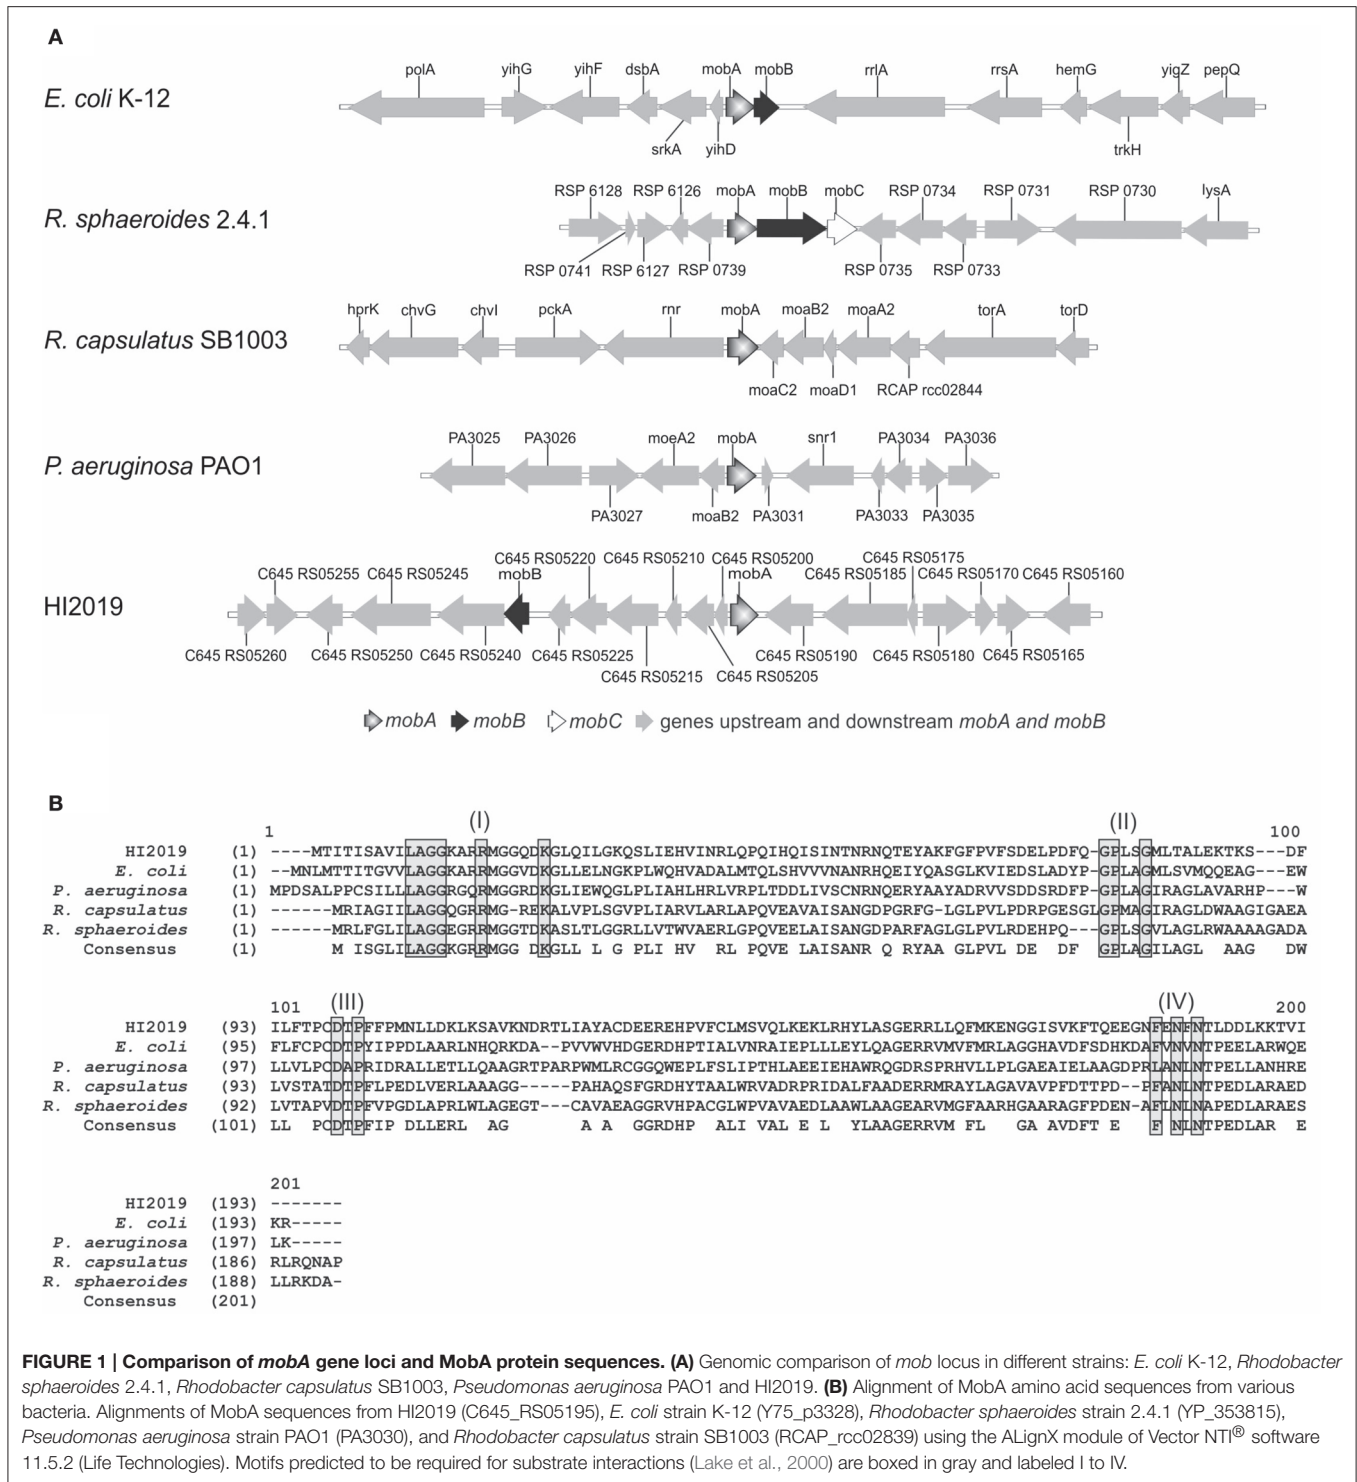 A
polA yihG yihF dsbA mobA mobB rrlA rrsA hemG yigZ pepQ
E. coli K-12
srkA yihD trkH
RSP 6128 RSP 6126 mobA mobB mobC RSP 0734 RSP 0731 RSP 0730 lysA
R. sphaeroides 2.4.1
RSP 0741 RSP 6127 RSP 0739 RSP 0735 RSP 0733
hprK chvG chvI pckA rnr mobA moaB2 moaA2 torA torD
R. capsulatus SB1003
moaC2 moaD1 RCAP rcc02844
PA3025 PA3026 moeA2 mobA snr1 PA3034 PA3036
P. aeruginosa PAO1
PA3027 moaB2 PA3031 PA3033 PA3035
C645 RS05220 C645 RS05210 C645 RS05200 C645 RS05175
C645 RS05255 C645 RS05245 mobB mobA C645 RS05185 C645 RS05170 C645 RS05160
HI2019
C645 RS05260 C645 RS05250 C645 RS05240 C645 RS05225 C645 RS05190 C645 RS05180 C645 RS05165
C645 RS05215 C645 RS05205
mobA mobB mobC genes upstream and downstream mobA and mobB
B
(I) (II)
1 100
HI2019 (1) ----MTITISAVILAGGKARRMGGQDKGLQILGKQSLIEHVINRLQPQIHQISINTNRNQTEYAKFGFPVFSDELPDFQ-GPLSGMLTALEKTKS---DF
E. coli (1) --MNLMTTITGVVLAGGKARRMGGVDKGLLELNGKPLWQHVADALMTQLSHVVVNANRHQEIYQASGLKVIEDSLADYP-GPLAGMLSVMQQEAG---EW
P. aeruginosa (1) MPDSALPPCSILLLAGGRGQRMGGRDKGLIEWQGLPLIAHLHRLVRPLTDDLIVSCNRNQERYAAYADRVVSDDSRDFP-GPLAGIRAGLAVARHP---W
R. capsulatus (1) ------MRIAGIILAGGQGRRMG-REKALVPLSGVPLIARVLARLAPQVEAVAISANGDPGRFG-LGLPVLPDRPGESGLGPMAGIRAGLDWAAGIGAEA
R. sphaeroides (1) ------MRLFGLILAGGEGRRMGGTDKASLTLGGRLLVTWVAERLGPQVEELAISANGDPARFAGLGLPVLRDEHPQ---GPLSGVLAGLRWAAAAGADA
Consensus (1) M ISGLILAGGKGRRMGG DKGLL L G PLI HV RL PQVE LAISANR Q RYAA GLPVL DE DF GPLAGILAGL AAG DW
(III) (IV)
101 200
HI2019 (93) ILFTPCDTPFFPMNLLDKLKSAVKNDRTLIAYACDEEREHPVFCLMSVQLKEKLRHYLASGERRLLQFMKENGGISVKFTQEEGNFENFNTLDDLKKTVI
E. coli (95) FLFCPCDTPYIPPDLAARLNHQRKDA--PVVWVHDGERDHPTIALVNRAIEPLLLEYLQAGERRVMVFMRLAGGHAVDFSDHKDAFVNVNTPEELARWQE
P. aeruginosa (97) LLVLPCDAPRIDRALLETLLQAAGRTPARPWMLRCGGQWEPLFSLIPTHLAEEIEHAWRQGDRSPRHVLLPLGAEAIELAAGDPRLANLNTPELLANHRE
R. capsulatus (93) LVSTATDTPFLPEDLVERLAAAGG-----PAHAQSFGRDHYTAALWRVADRPRIDALFAADERRMRAYLAGAVAVPFDTTPD--PFANLNTPEDLARAED
R. sphaeroides (92) LVTAPVDTPFVPGDLAPRLWLAGEGT---CAVAEAGGRVHPACGLWPVAVAEDLAAWLAAGEARVMGFAARHGAARAGFPDEN-AFLNLNAPEDLARAES
Consensus (101) LL PCDTPFIP DLLERL AG A A GGRDHP ALI VALE L YLAAGERRVM FL GA AVDFT E F NLNTPEDLAR E
201
HI2019 (193) -------
E. coli (193) KR-----
P. aeruginosa (197) LK-----
R. capsulatus (186) RLRQNAP
R. sphaeroides (188) LLRKDA-
Consensus (201)
FIGURE 1 | Comparison of mobA gene loci and MobA protein sequences. (A) Genomic comparison of mob locus in different strains: E. coli K-12, Rhodobacter
sphaeroides 2.4.1, Rhodobacter capsulatus SB1003, Pseudomonas aeruginosa PAO1 and HI2019. (B) Alignment of MobA amino acid sequences from various
bacteria. Alignments of MobA sequences from HI2019 (C645_RS05195), E. coli strain K-12 (Y75_p3328), Rhodobacter sphaeroides strain 2.4.1 (YP_353815),
Pseudomonas aeruginosa strain PAO1 (PA3030), and Rhodobacter capsulatus strain SB1003 (RCAP_rcc02839) using the ALignX module of Vector NTI® software
11.5.2 (Life Technologies). Motifs predicted to be required for substrate interactions (Lake et al., 2000) are boxed in gray and labeled I to IV.